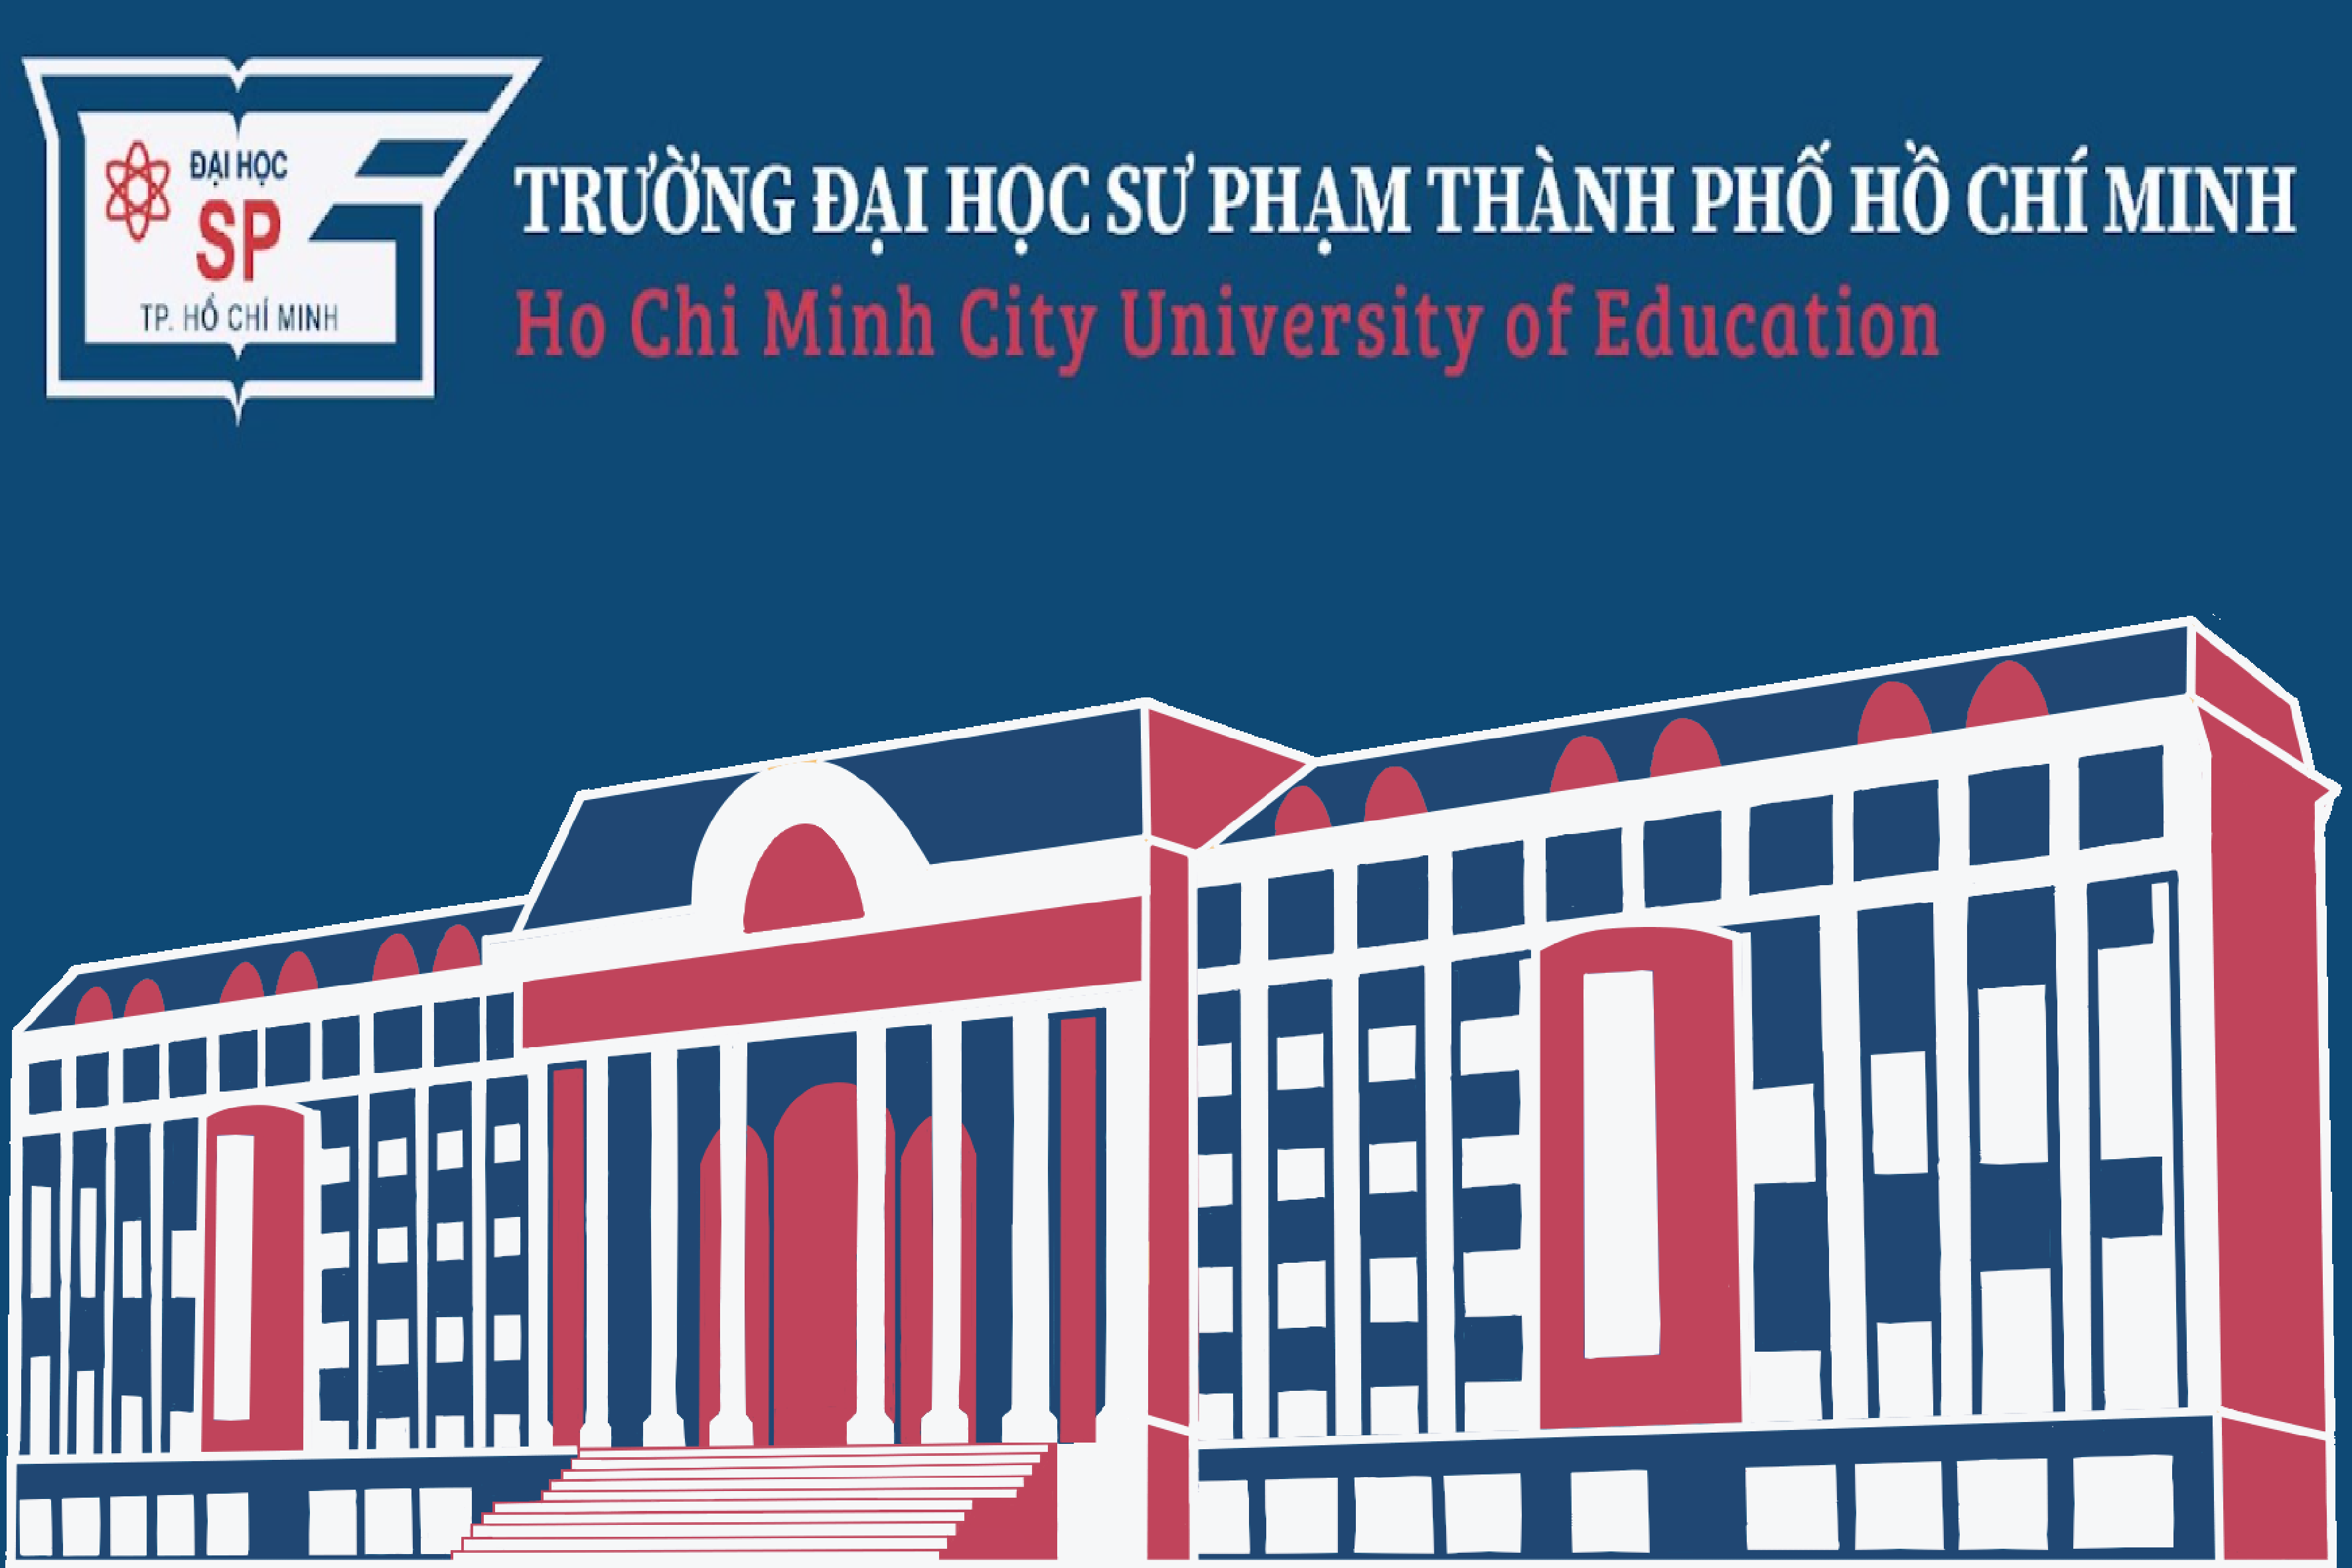 ĐẠI HỌC
SP
TP. HỒ CHÍ MINH
TRƯỜNG ĐẠI HỌC SƯ PHẠM THÀNH PHỐ HỒ CHÍ MINH
Ho Chi Minh City University of Education